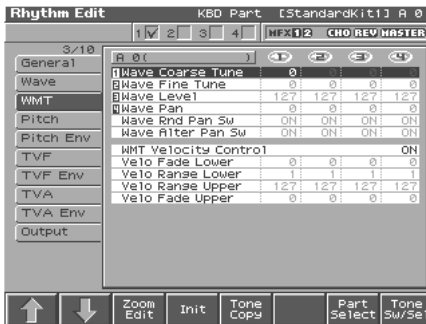 Rhythm Edit KBD Part [StandardKit1] A 0
1 2 3 4 MFX 1 2 CHO REV MASTER
3/10
General
Wave
WMT
Pitch
Pitch Env
TVF
TVF Env
TVA
TVA Env
Output
A 0( ) 1 2 3 4
1 Wave Coarse Tune 0 0 0 0
2 Wave Fine Tune 0 0 0 0
3 Wave Level 127 127 127 127
4 Wave Pan 0 0 0 0
Wave Rnd Pan Sw ON ON ON ON
Wave Alter Pan Sw ON ON ON ON
WMT Velocity Control ON
Velo Fade Lower 0 0 0 0
Velo Range Lower 1 1 1 1
Velo Range Upper 127 127 127 127
Velo Fade Upper 0 0 0 0
Zoom Edit
Init
Tone Copy
Part Select
Tone Sw/Sel